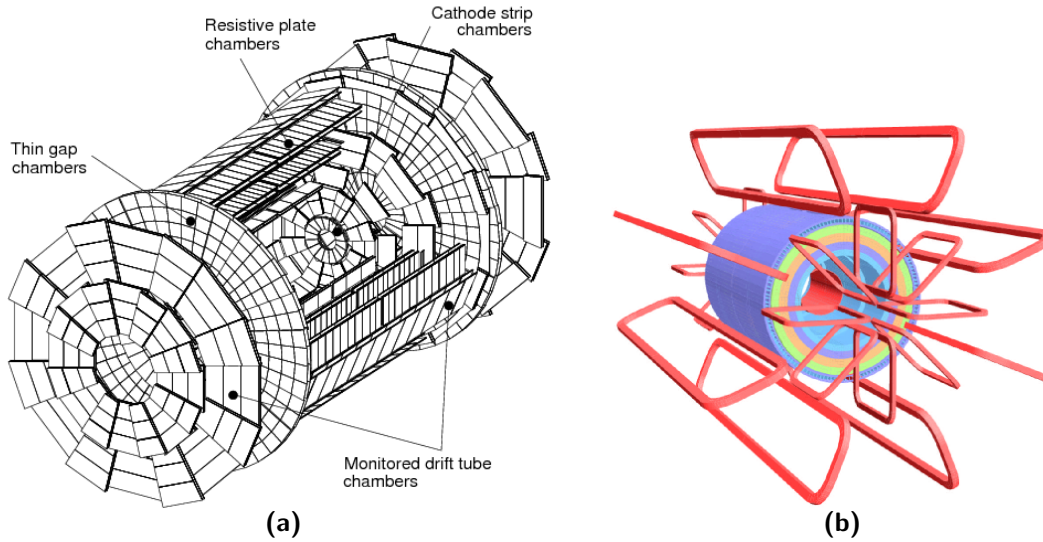 Resistive plate
chambers
Cathode strip
chambers
Thin gap
chambers
Monitored drift tube
chambers
(a)
(b)